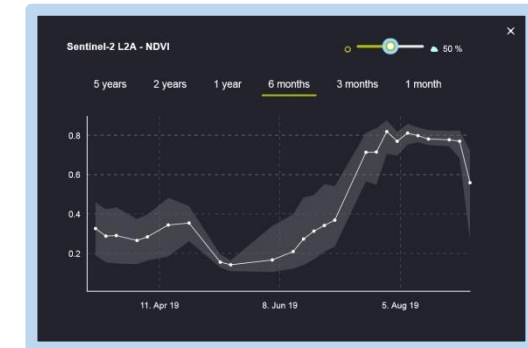 Sentinel-2 L2A - NDVI
50 %
5 years 2 years 1 year 6 months 3 months 1 month
0.8
0.6
0.4
0.2
11. Apr 19 8. Jun 19 5. Aug 19